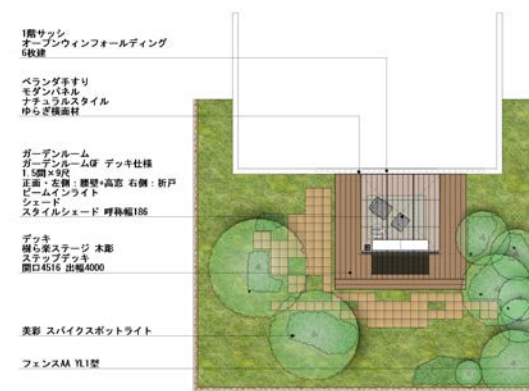 1階サッシ
オープンウィンフォールディング
6枚建
ベランダ手すり
モダンパネル
ナチュラルスタイル
ゆらぎ横面材
ガーデンルーム
ガーデンルームGF デッキ仕様
1.5間×9尺
正面・左側：腰壁+高窓 右側：折戸
ビームインライト
シェード
スタイルシェード 呼称幅186
デッキ
樹ら楽ステージ 木彫
ステップデッキ
間口4516 出幅4000
美彩 スパイクスポットライト
フェンスAA YL1型